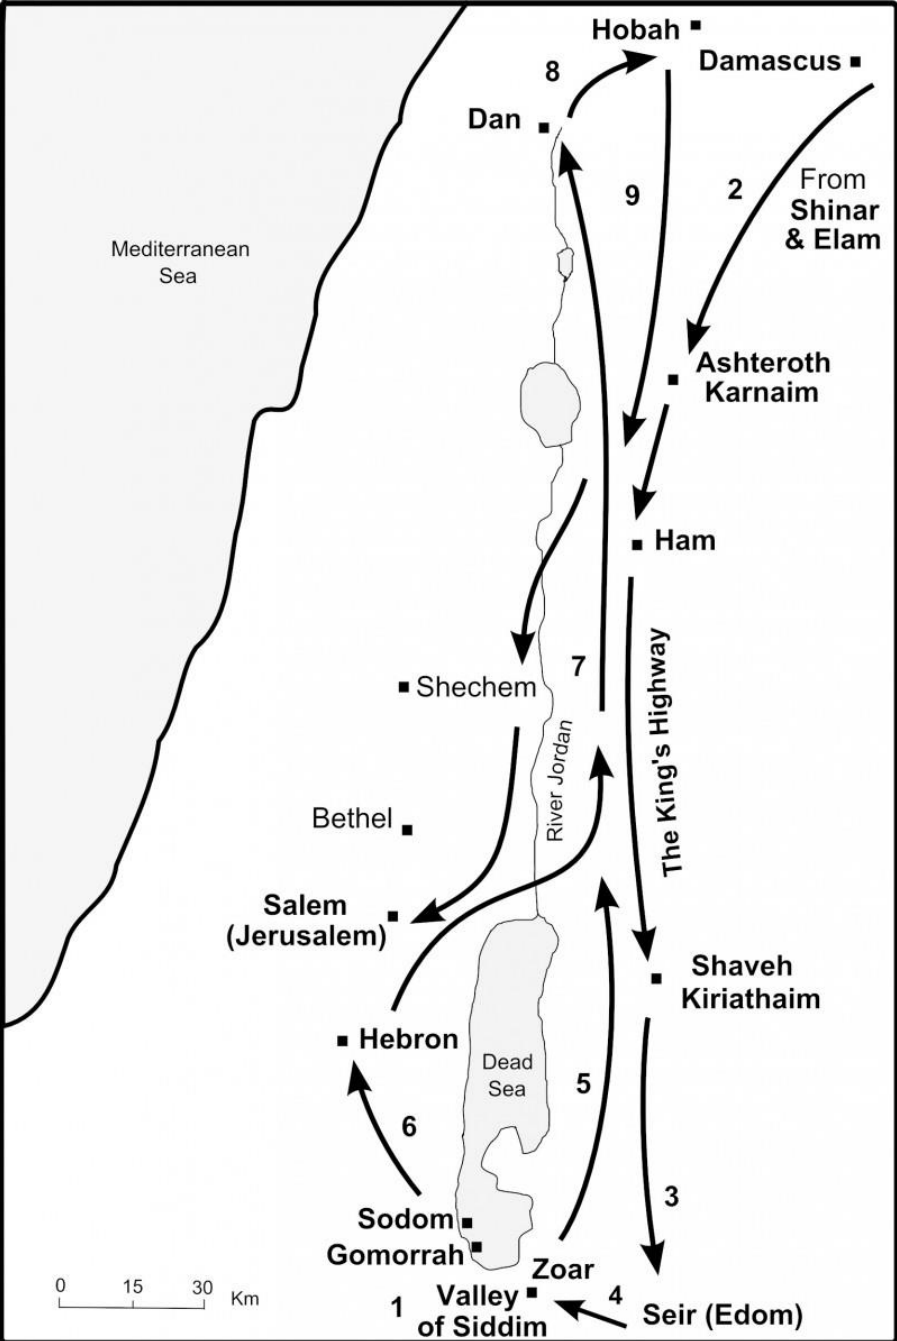 Hobah
Damascus
8
Dan
From
Shinar
& Elam
2
9
Mediterranean
Sea
Ashteroth
Karnaim
Ham
7
Shechem
The King's Highway
River Jordan
Bethel
Salem
(Jerusalem)
Shaveh
Kiriathaim
Hebron
Dead
Sea
5
6
3
Sodom
Gomorrah
Zoar
0 15 30 Km
1
Valley
of Siddim
4
Seir (Edom)